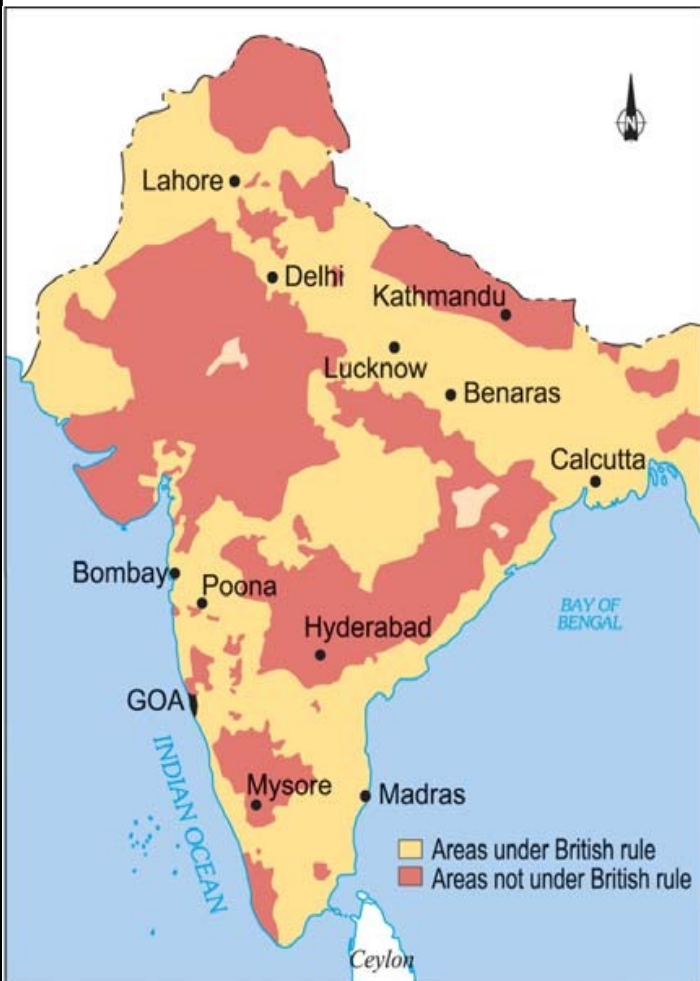 N
Lahore
Delhi
Kathmandu
Lucknow
Benaras
Calcutta
Bombay
Poona
BAY OF
BENGAL
Hyderabad
GOA
INDIAN OCEAN
Mysore
Madras
Areas under British rule
Areas not under British rule
Ceylon